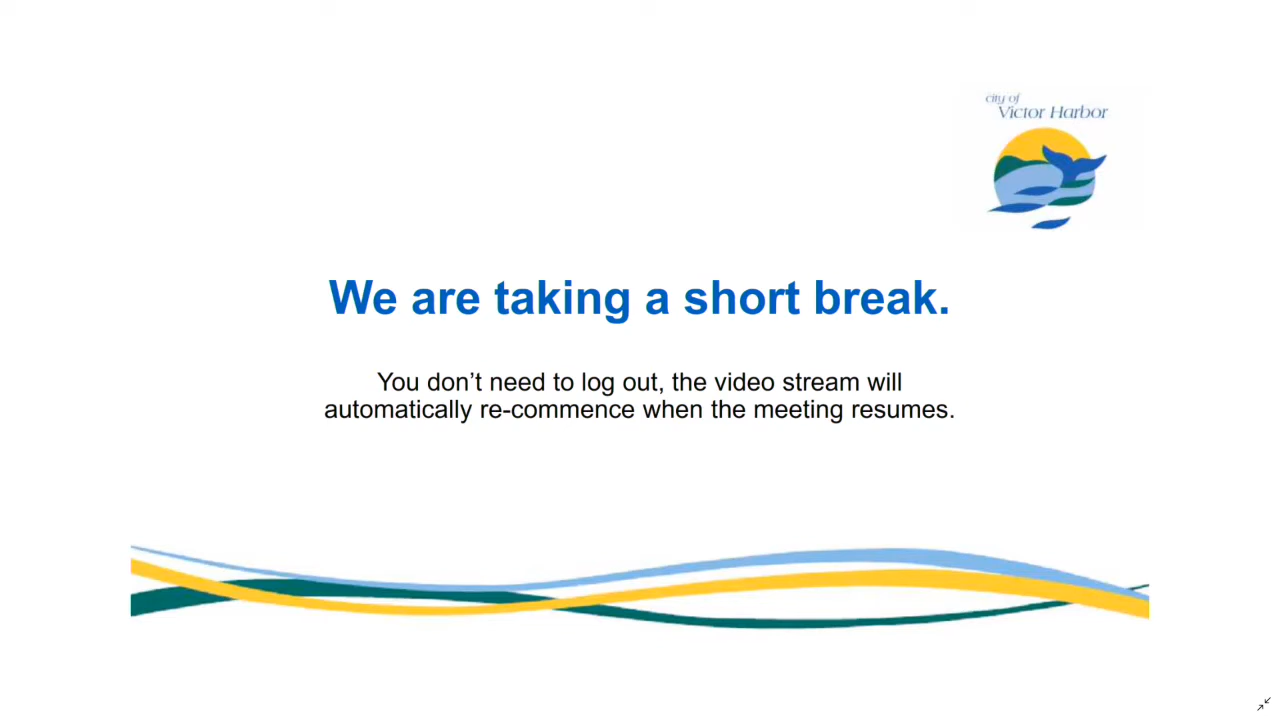 city of
Victor Harbor
We are taking a short break.
You don’t need to log out, the video stream will
automatically re-commence when the meeting resumes.